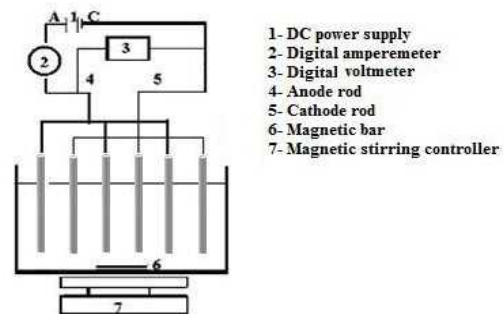 A 1 C
2
3
4
5
6
7
1- DC power supply
2- Digital amperemeter
3- Digital voltmeter
4- Anode rod
5- Cathode rod
6- Magnetic bar
7- Magnetic stirring controller